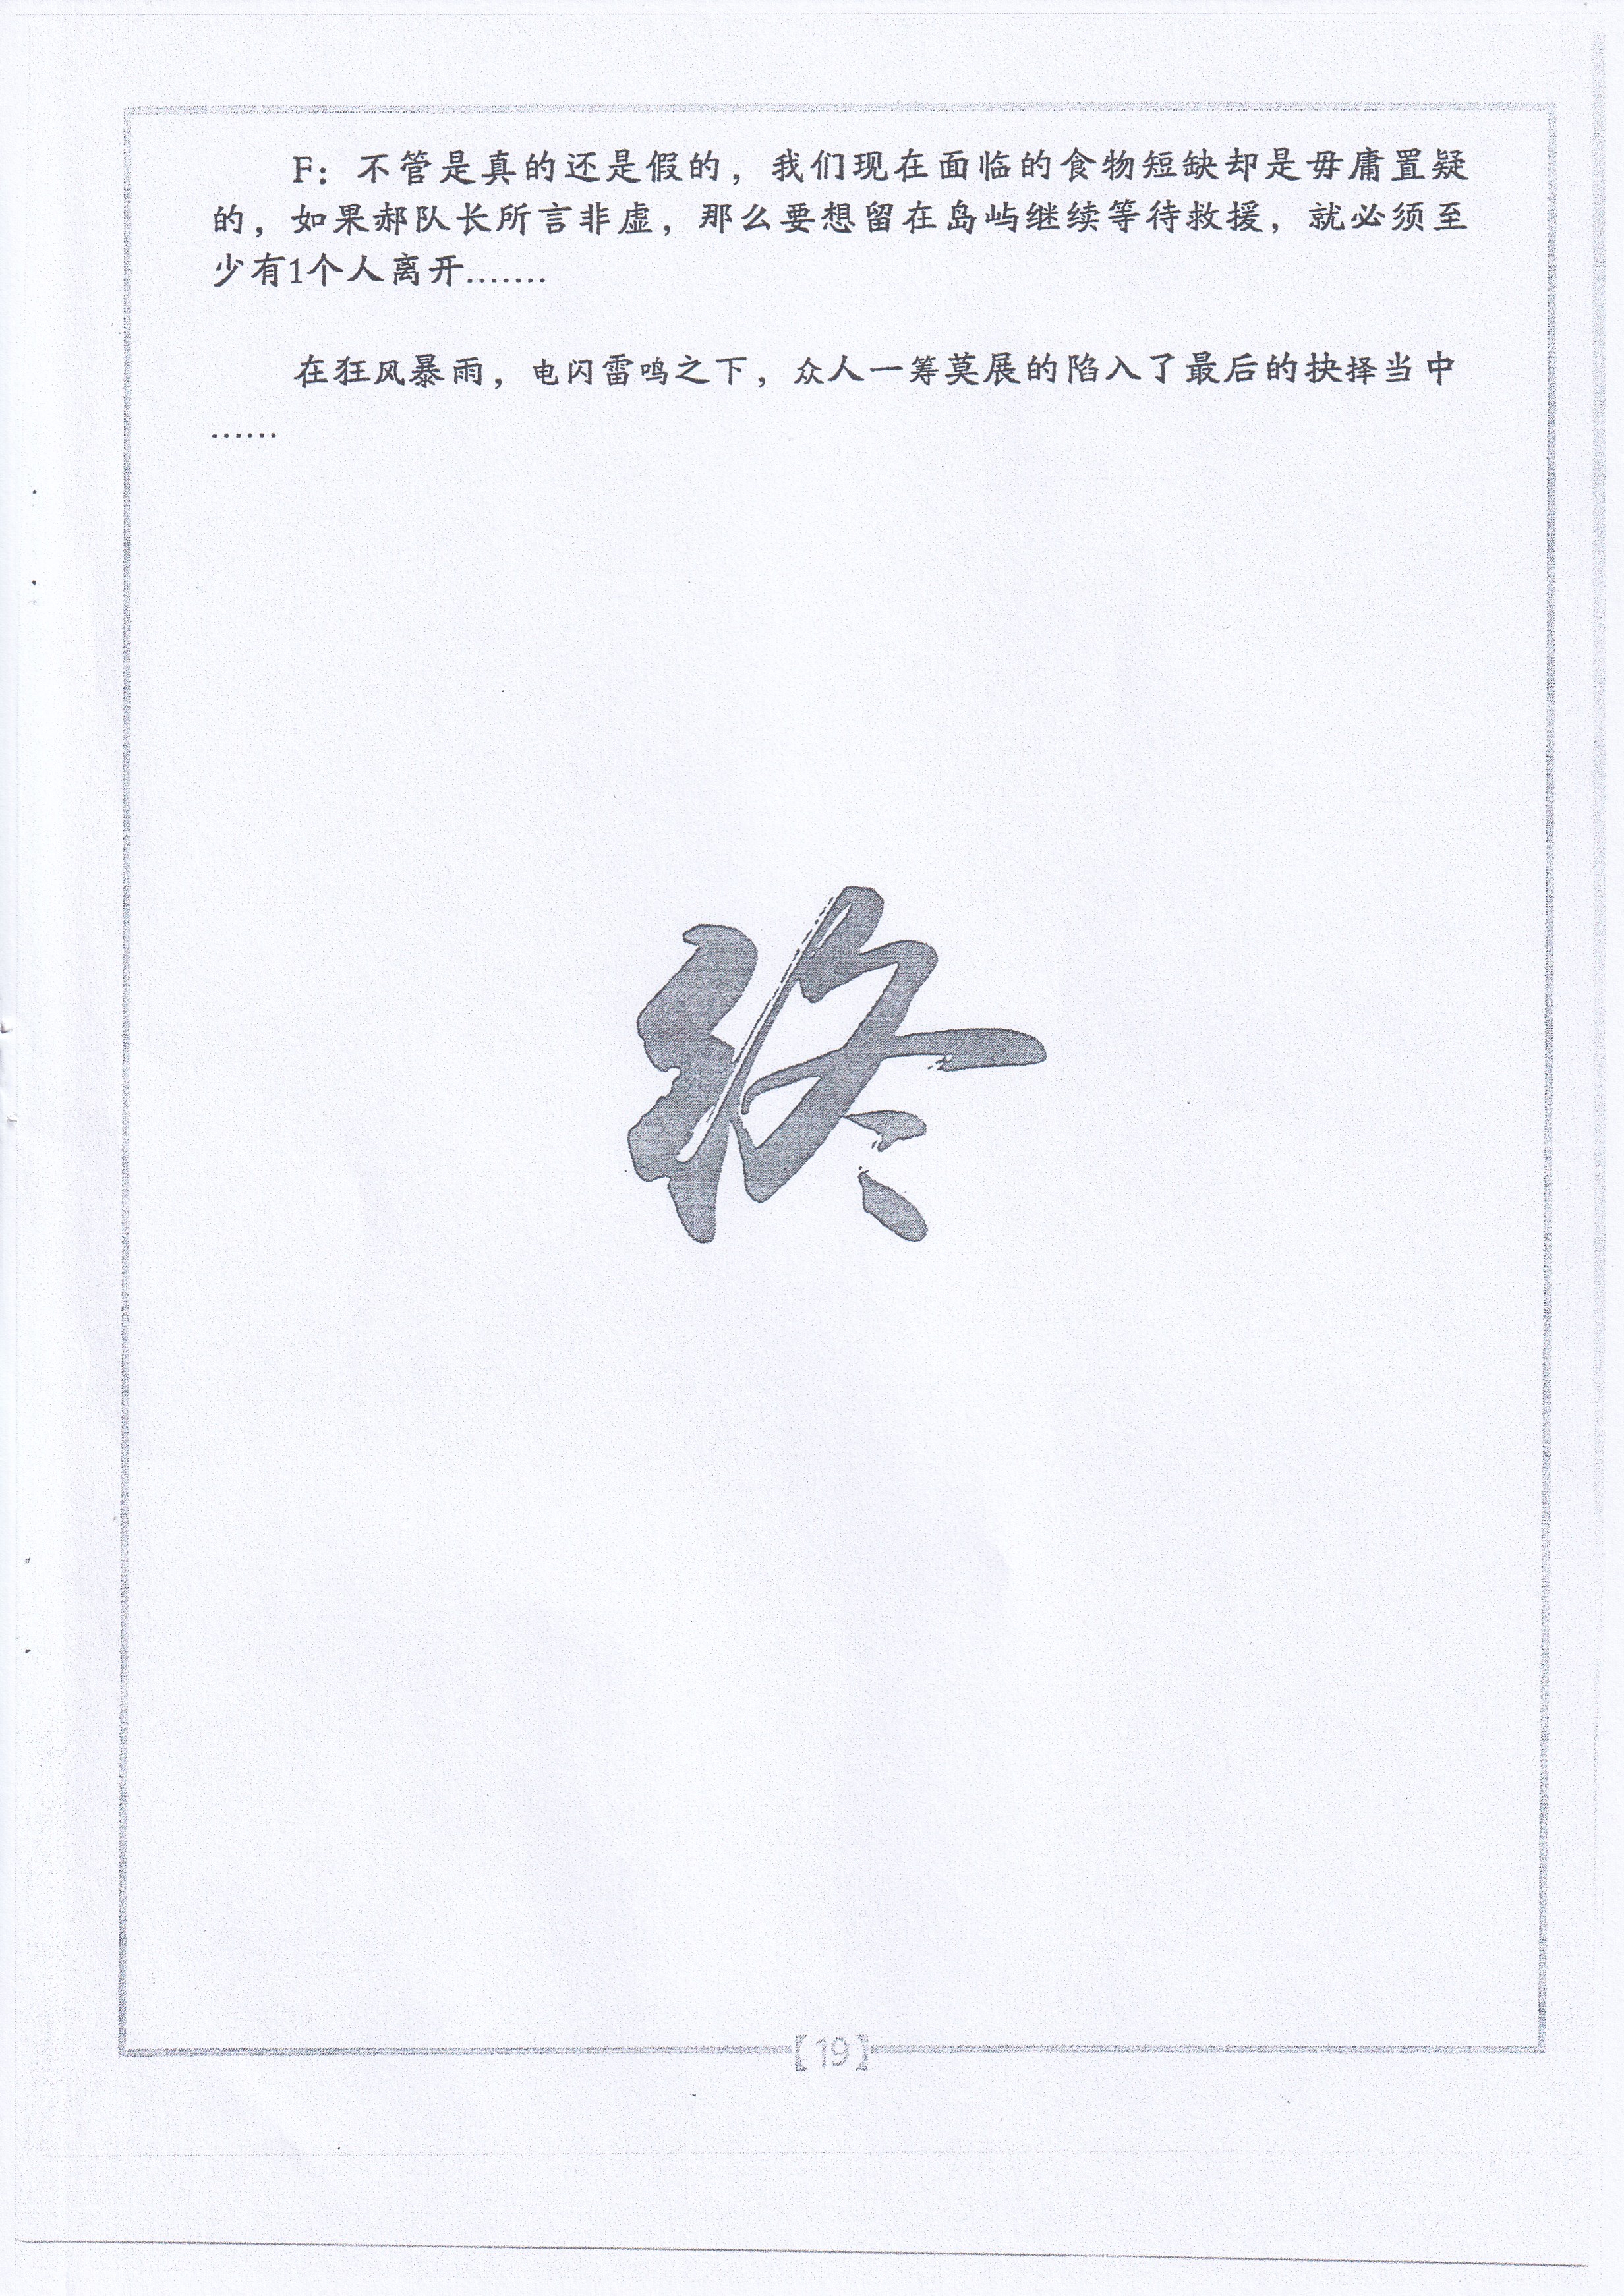 F：不管是真的还是假的，我们现在面临的食物短缺却是毋庸置疑
的，如果郝队长所言非虚，那么要想留在岛屿继续等待救援，就必须至
少有1个人离开.......
在狂风暴雨，电闪雷鸣之下，众人一筹莫展的陷入了最后的抉择当中
......
终
【19】